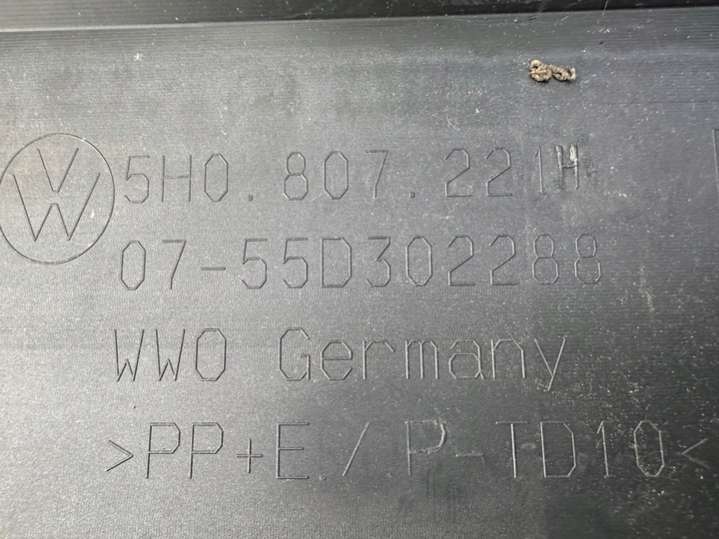 5H0.807.221H
07-55D302288
WWO Germany
>PP+E./.P-TD10<